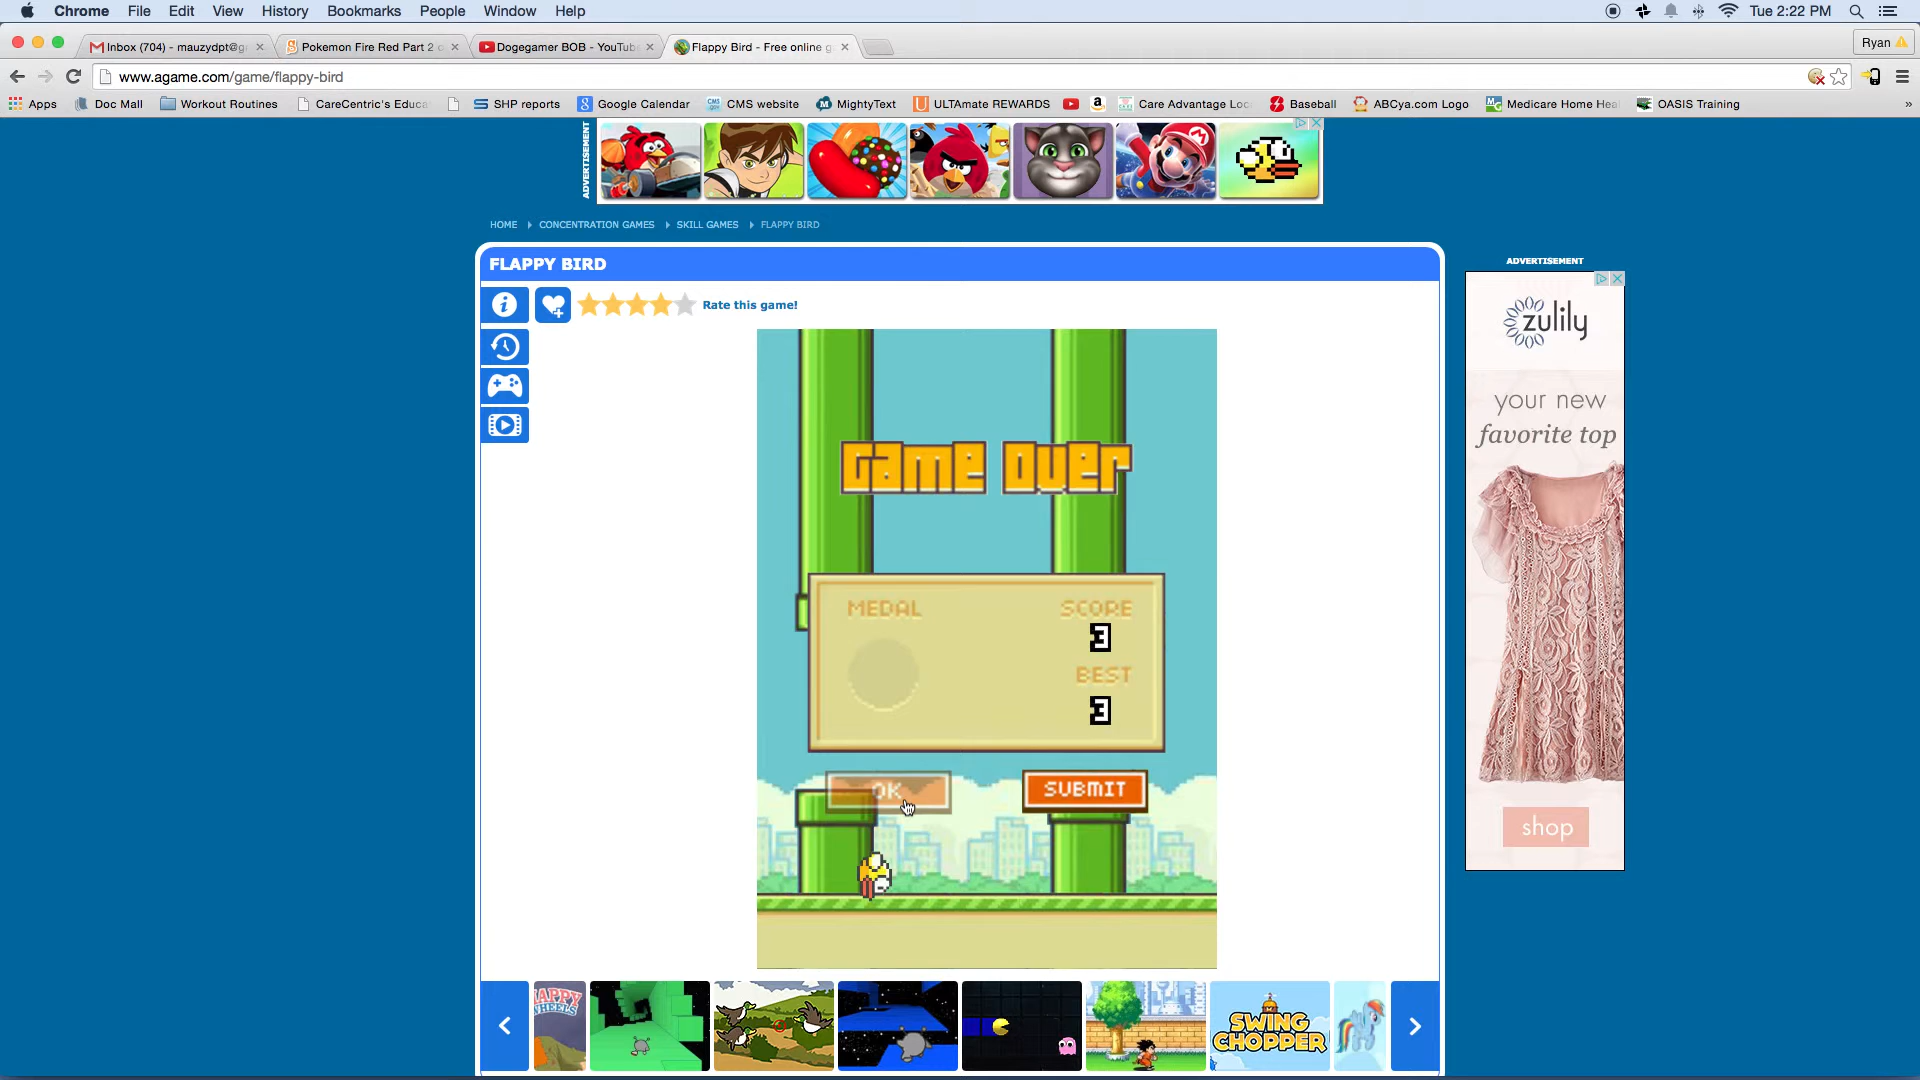 Chrome File Edit View History Bookmarks People Window Help Tue 2:22 PM
Inbox (704) - mauzydpt@g Pokemon Fire Red Part 2 Dogegamer BOB - YouTub Flappy Bird - Free online g Ryan
www.agame.com/game/flappy-bird
Apps Doc Mall Workout Routines CareCentric's Educa SHP reports Google Calendar CMS website MightyText ULTAmate REWARDS Care Advantage Loc Baseball ABCya.com Logo Medicare Home Hea OASIS Training »
ADVERTISEMENT
HOME CONCENTRATION GAMES SKILL GAMES FLAPPY BIRD
FLAPPY BIRD
ADVERTISEMENT
Rate this game!
zulily
your new
favorite top
shop
Game Over
MEDAL SCORE
3
BEST
3
OK SUBMIT
HAPPY
WHEELS
SWING
CHOPPER